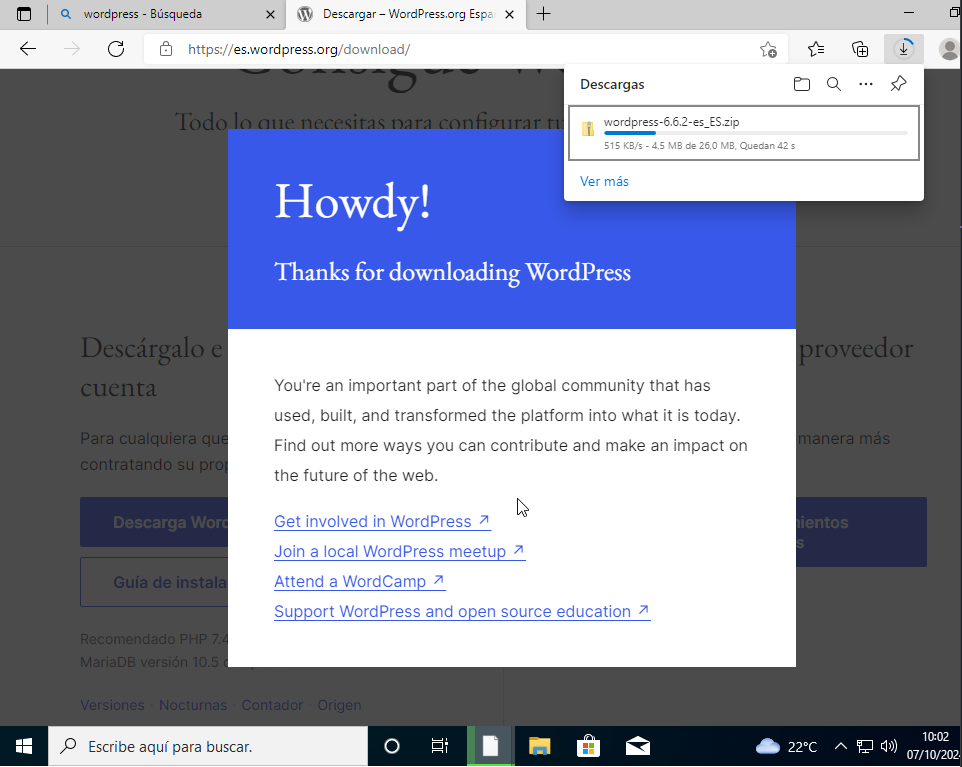 wordpress - Búsqueda
Descargar – WordPress.org Espa
https://es.wordpress.org/download/
Descargas
wordpress-6.6.2-es_ES.zip
515 KB/s - 4,5 MB de 26,0 MB, Quedan 42 s
Ver más
Consigue
Todo lo que necesitas para configurar tu
Howdy!
Thanks for downloading WordPress
Descárgalo e
proveedor
cuenta
You're an important part of the global community that has
used, built, and transformed the platform into what it is today.
Find out more ways you can contribute and make an impact on
the future of the web.
Para cualquiera que
manera más
contratando su prop
Get involved in WordPress ↗
Join a local WordPress meetup ↗
Attend a WordCamp ↗
Support WordPress and open source education ↗
Descarga Word
mientos
s
Guía de instala
Recomendado PHP 7.4
MariaDB versión 10.5 o
Versiones · Nocturnas · Contador · Origen
Escribe aquí para buscar.
22°C
10:02
07/10/202